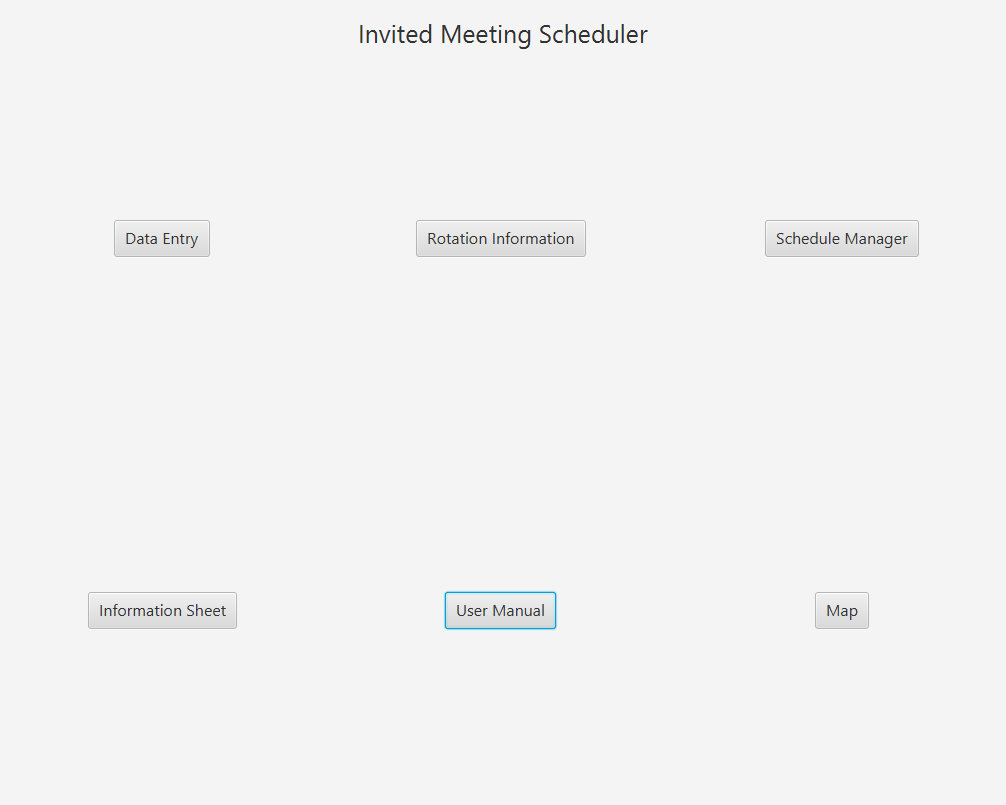 Invited Meeting Scheduler
Data Entry
Rotation Information
Schedule Manager
Information Sheet
User Manual
Map